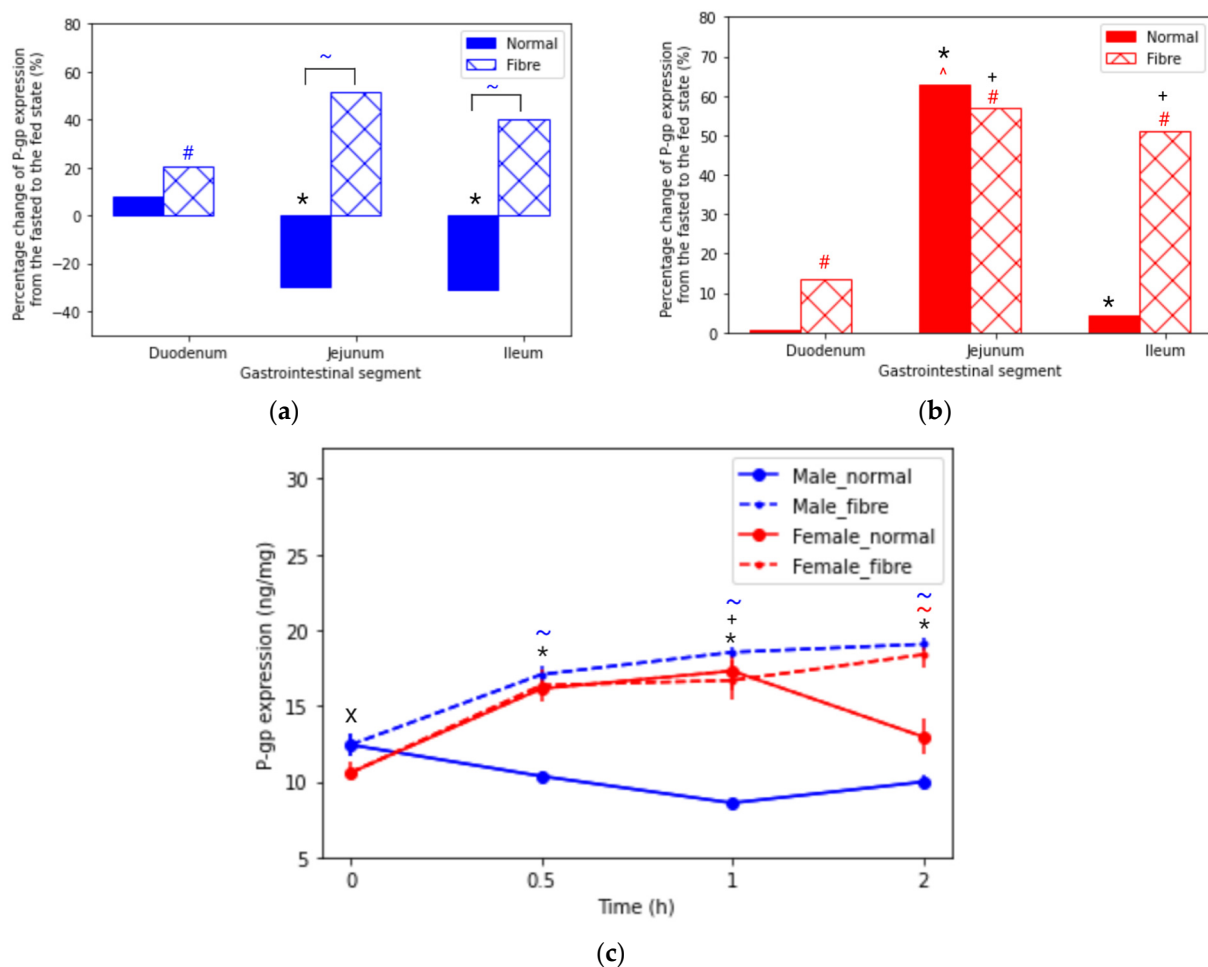 Percentage change of P-gp expression
from the fasted to the fed state (%)
80
60
40
20
0
−20
−40
Normal
Fibre
#
*
~
*
~
Duodenum
Jejunum
Ileum
Gastrointestinal segment
(a)
Percentage change of P-gp expression
from the fasted to the fed state (%)
80
70
60
50
40
30
20
10
0
Normal
Fibre
#
*
^
+
#
*
+
#
Duodenum
Jejunum
Ileum
Gastrointestinal segment
(b)
P-gp expression (ng/mg)
30
25
20
15
10
5
Male_normal
Male_fibre
Female_normal
Female_fibre
X
~
*
~
+
*
~
~
*
0
0.5
1
2
Time (h)
(c)